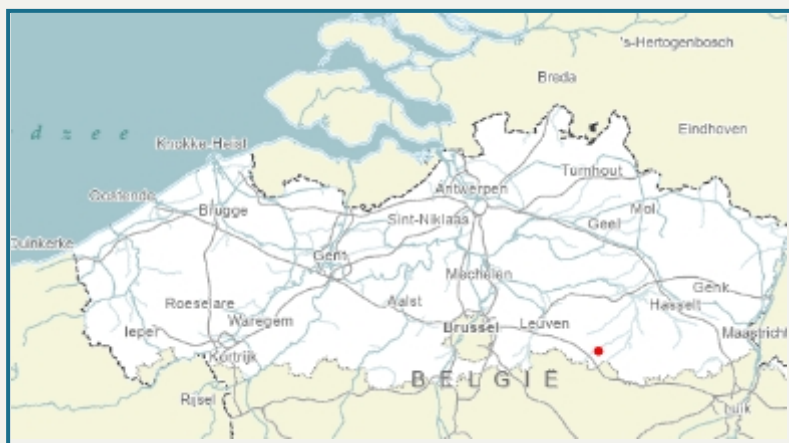 's-Hertogenbosch
Breda
Eindhoven
d z e e
Knokke-Heist
Turnhout
Antwerpen
Oostende
Brugge
Sint-Niklaas
Geel
Mol
Duinkerke
Gent
Mechelen
Genk
Roeselare
Aalst
Hasselt
Ieper
Waregem
Brussel
Leuven
Maastricht
Kortrijk
BELGIË
Rijsel
Luik